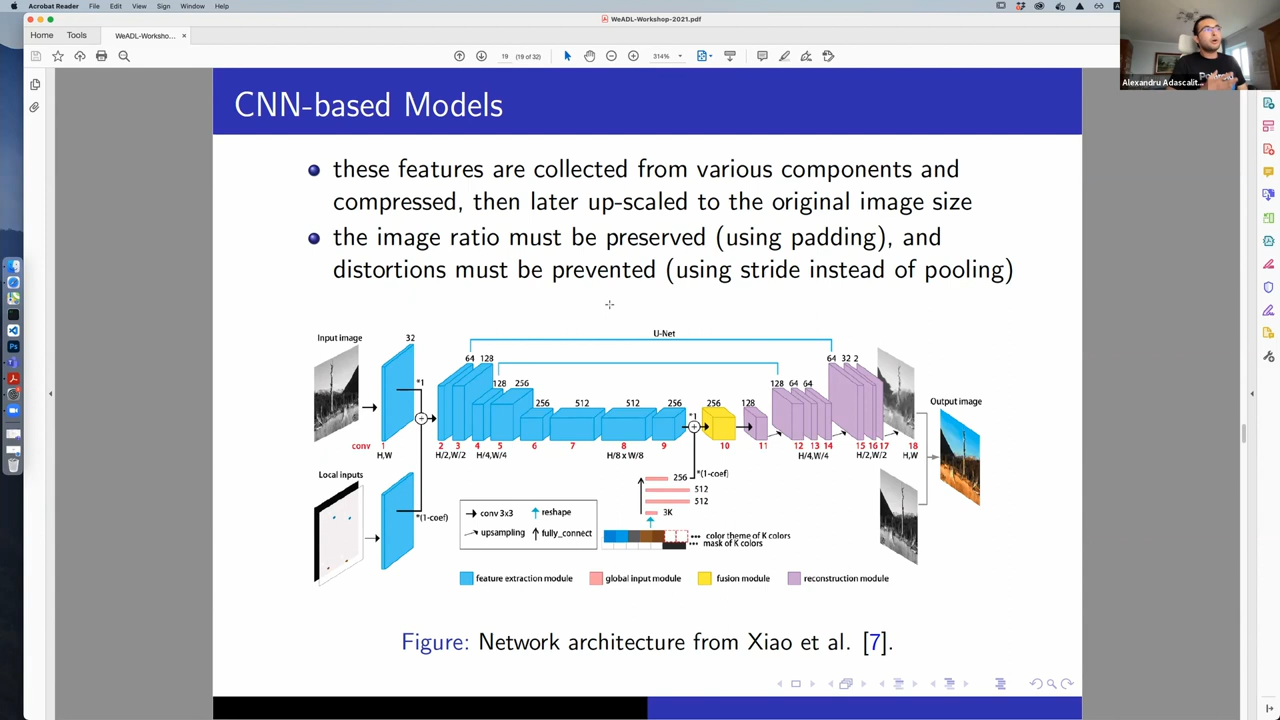 Acrobat Reader File Edit View Sign Window Help
WeADL-Workshop-2021.pdf
Home Tools WeADL-Worksho... ×
19 (19 of 32) 314%
Alexandru Adascalit...
CNN-based Models
these features are collected from various components and
compressed, then later up-scaled to the original image size
the image ratio must be preserved (using padding), and
distortions must be prevented (using stride instead of pooling)
U-Net
Input image 32
64 128
128 256
256 512 512 256
*1
*1
256 128
128 64 64
64 32 2
Output image
conv 1 2 3 4 5 6 7 8 9 10 11 12 13 14 15 16 17 18
H,W H/2,W/2 H/4,W/4 H/8 x W/8 H/4,W/4 H/2,W/2 H,W
Local inputs
*(1-coef)
256 *(1-coef)
512
512
3K
conv 3x3 reshape
upsampling fully_connect
color theme of K colors
mask of K colors
feature extraction module global input module fusion module reconstruction module
Figure: Network architecture from Xiao et al. [7].